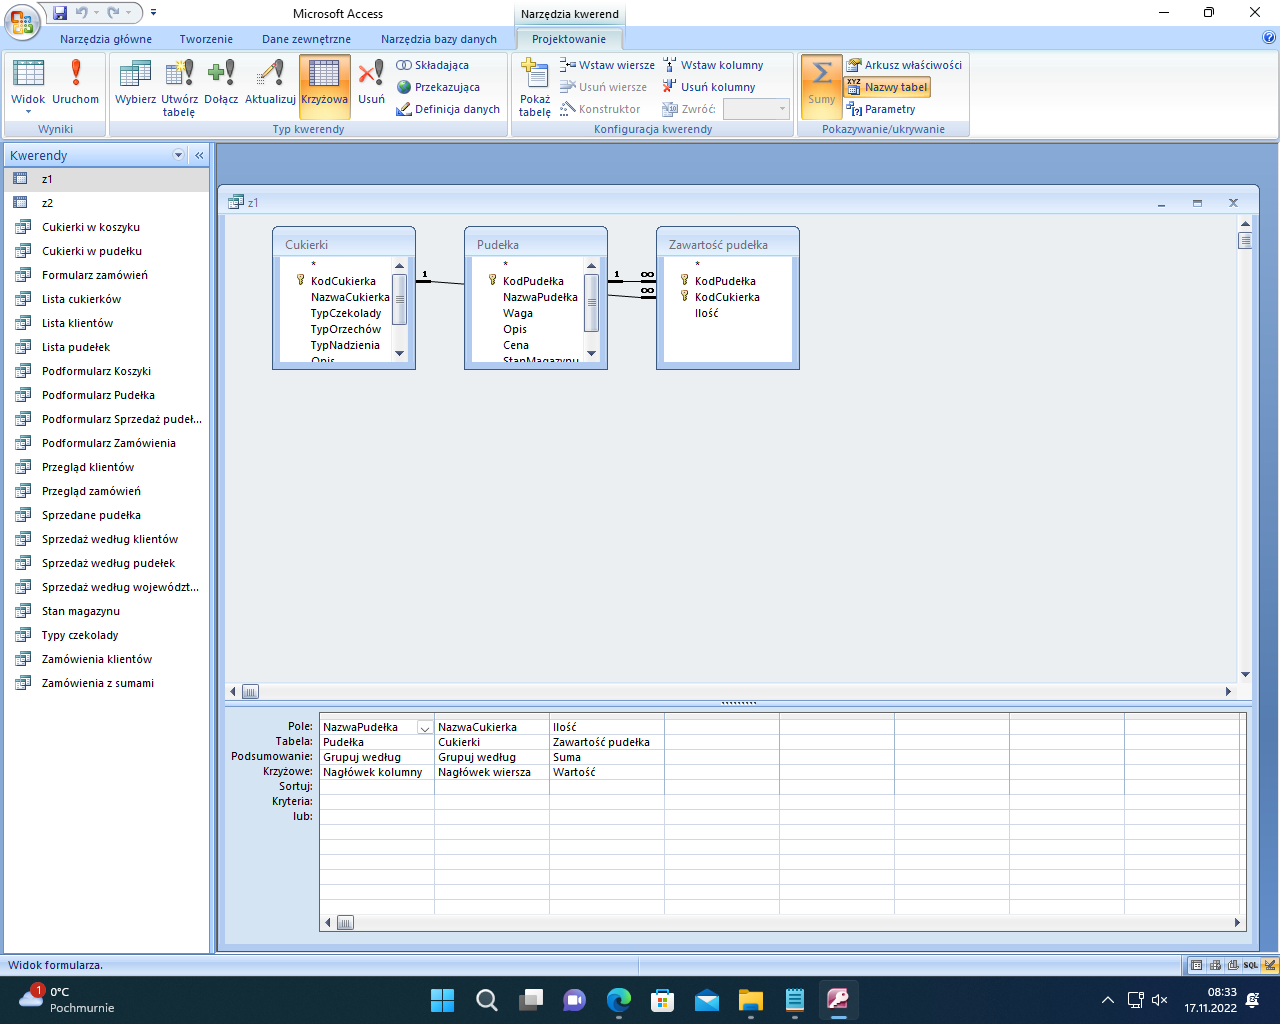 Microsoft Access
Narzędzia kwerend
Narzędzia główne
Tworzenie
Dane zewnętrzne
Narzędzia bazy danych
Projektowanie
Widok
Uruchom
Wybierz
Utwórz tabelę
Dołącz
Aktualizuj
Krzyżowa
Usuń
Składająca
Przekazująca
Definicja danych
Pokaż tabelę
Wstaw wiersze
Usuń wiersze
Konstruktor
Wstaw kolumny
Usuń kolumny
Zwróć:
Sumy
Arkusz właściwości
Nazwy tabel
Parametry
Wyniki
Typ kwerendy
Konfiguracja kwerendy
Pokazywanie/ukrywanie
Kwerendy
z1
z2
Cukierki w koszyku
Cukierki w pudełku
Formularz zamówień
Lista cukierków
Lista klientów
Lista pudełek
Podformularz Koszyki
Podformularz Pudełka
Podformularz Sprzedaż pudeł...
Podformularz Zamówienia
Przegląd klientów
Przegląd zamówień
Sprzedane pudełka
Sprzedaż według klientów
Sprzedaż według pudełek
Sprzedaż według województ...
Stan magazynu
Typy czekolady
Zamówienia klientów
Zamówienia z sumami
z1
Cukierki
*
KodCukierka
NazwaCukierka
TypCzekolady
TypOrzechów
TypNadzienia
Opis
1
Pudełka
*
KodPudełka
NazwaPudełka
Waga
Opis
Cena
StanMagazynu
1
∞
∞
Zawartość pudełka
*
KodPudełka
KodCukierka
Ilość
Pole: NazwaPudełka NazwaCukierka Ilość
Tabela: Pudełka Cukierki Zawartość pudełka
Podsumowanie: Grupuj według Grupuj według Suma
Krzyżowe: Nagłówek kolumny Nagłówek wiersza Wartość
Sortuj:
Kryteria:
lub:
Widok formularza.
SQL
1
0°C
Pochmurnie
08:33
17.11.2022